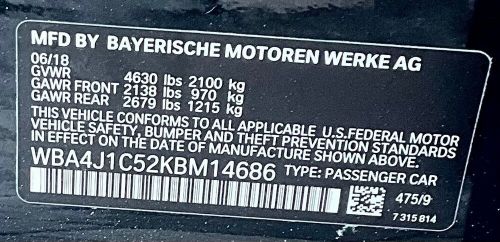 MFD BY BAYERISCHE MOTOREN WERKE AG
06/18
GVWR 4630 lbs 2100 kg
GAWR FRONT 2138 lbs 970 kg
GAWR REAR 2679 lbs 1215 kg
THIS VEHICLE CONFORMS TO ALL APPLICABLE U.S.FEDERAL MOTOR
VEHICLE SAFETY, BUMPER AND THEFT PREVENTION STANDARDS
IN EFFECT ON THE DATE OF MANUFACTURE SHOWN ABOVE.
WBA4J1C52KBM14686 TYPE: PASSENGER CAR
475/9
7 315 814